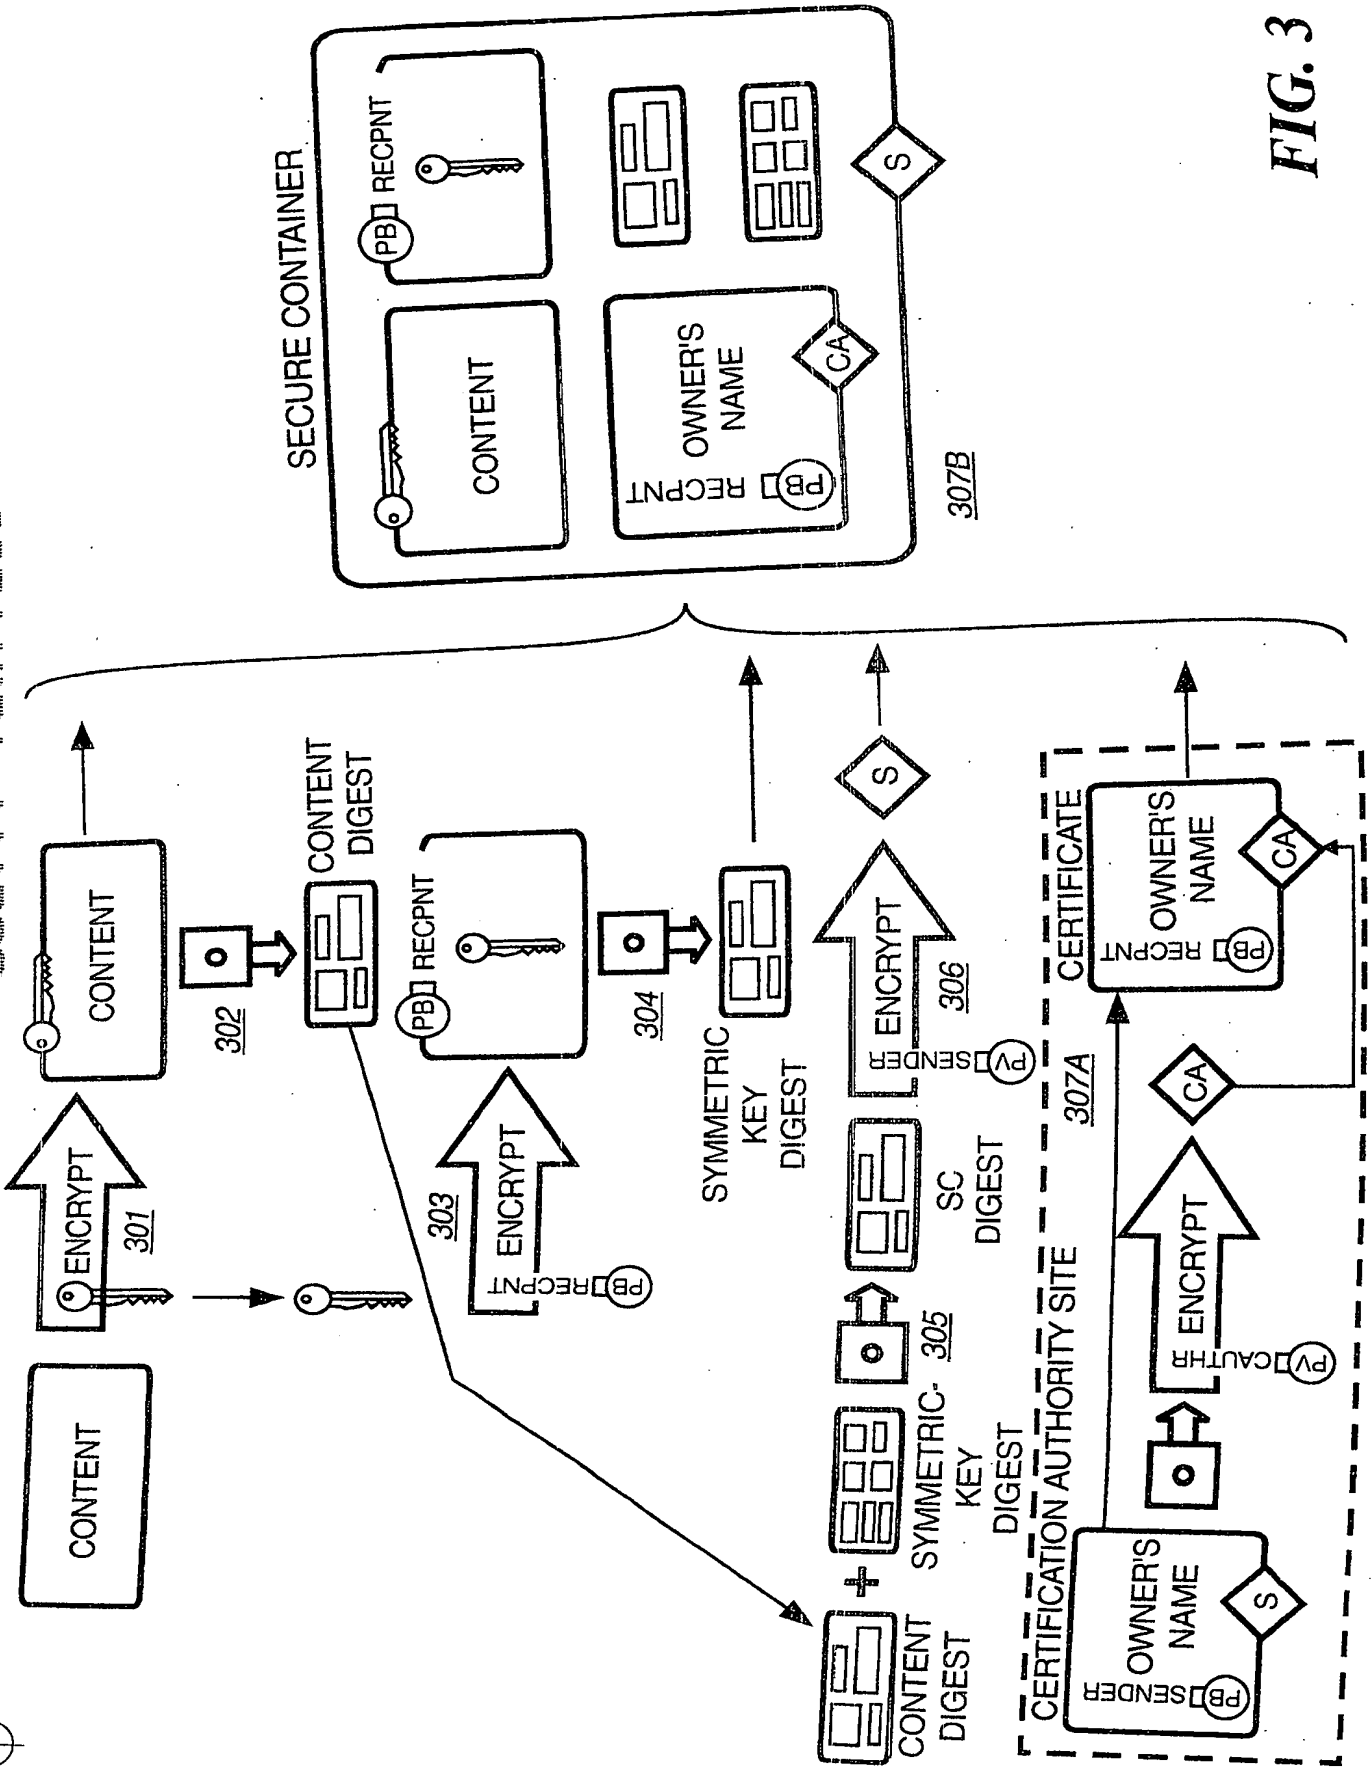 CONTENT
ENCRYPT
301
CONTENT
302
CONTENT
DIGEST
303
ENCRYPT
PB RECPNT
PB RECPNT
304
SYMMETRIC
KEY
DIGEST
CONTENT
DIGEST
+
SYMMETRIC-
KEY
DIGEST
305
SC
DIGEST
ENCRYPT
PV SENDER
306
S
CERTIFICATION AUTHORITY SITE
307A
OWNER'S
NAME
PB SENDER
S
ENCRYPT
PV CAUTHR
CA
CERTIFICATE
OWNER'S
NAME
PB RECPNT
CA
SECURE CONTAINER
CONTENT
PB RECPNT
OWNER'S
NAME
PB RECPNT
CA
S
307B
FIG. 3